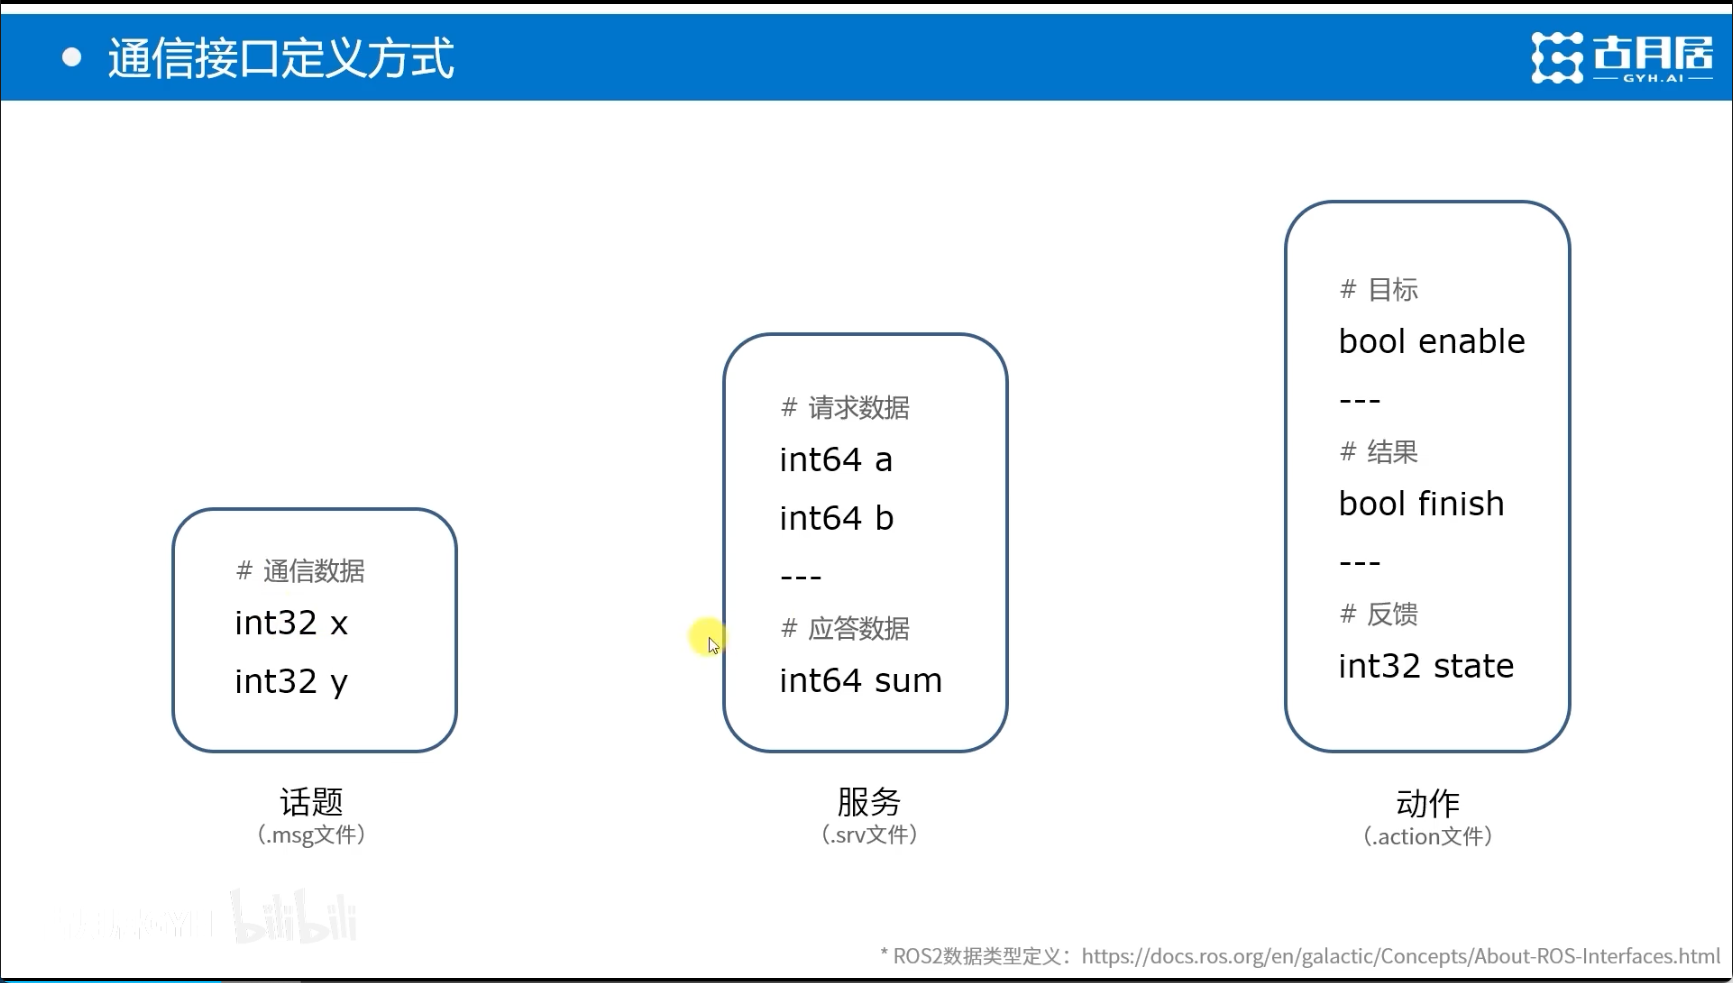 通信接口定义方式
古月居
GYH.AI
# 通信数据
int32 x
int32 y
话题
（.msg文件）
# 请求数据
int64 a
int64 b
---
# 应答数据
int64 sum
服务
（.srv文件）
# 目标
bool enable
---
# 结果
bool finish
---
# 反馈
int32 state
动作
（.action文件）
bilibili
* ROS2数据类型定义：https://docs.ros.org/en/galactic/Concepts/About-ROS-Interfaces.html